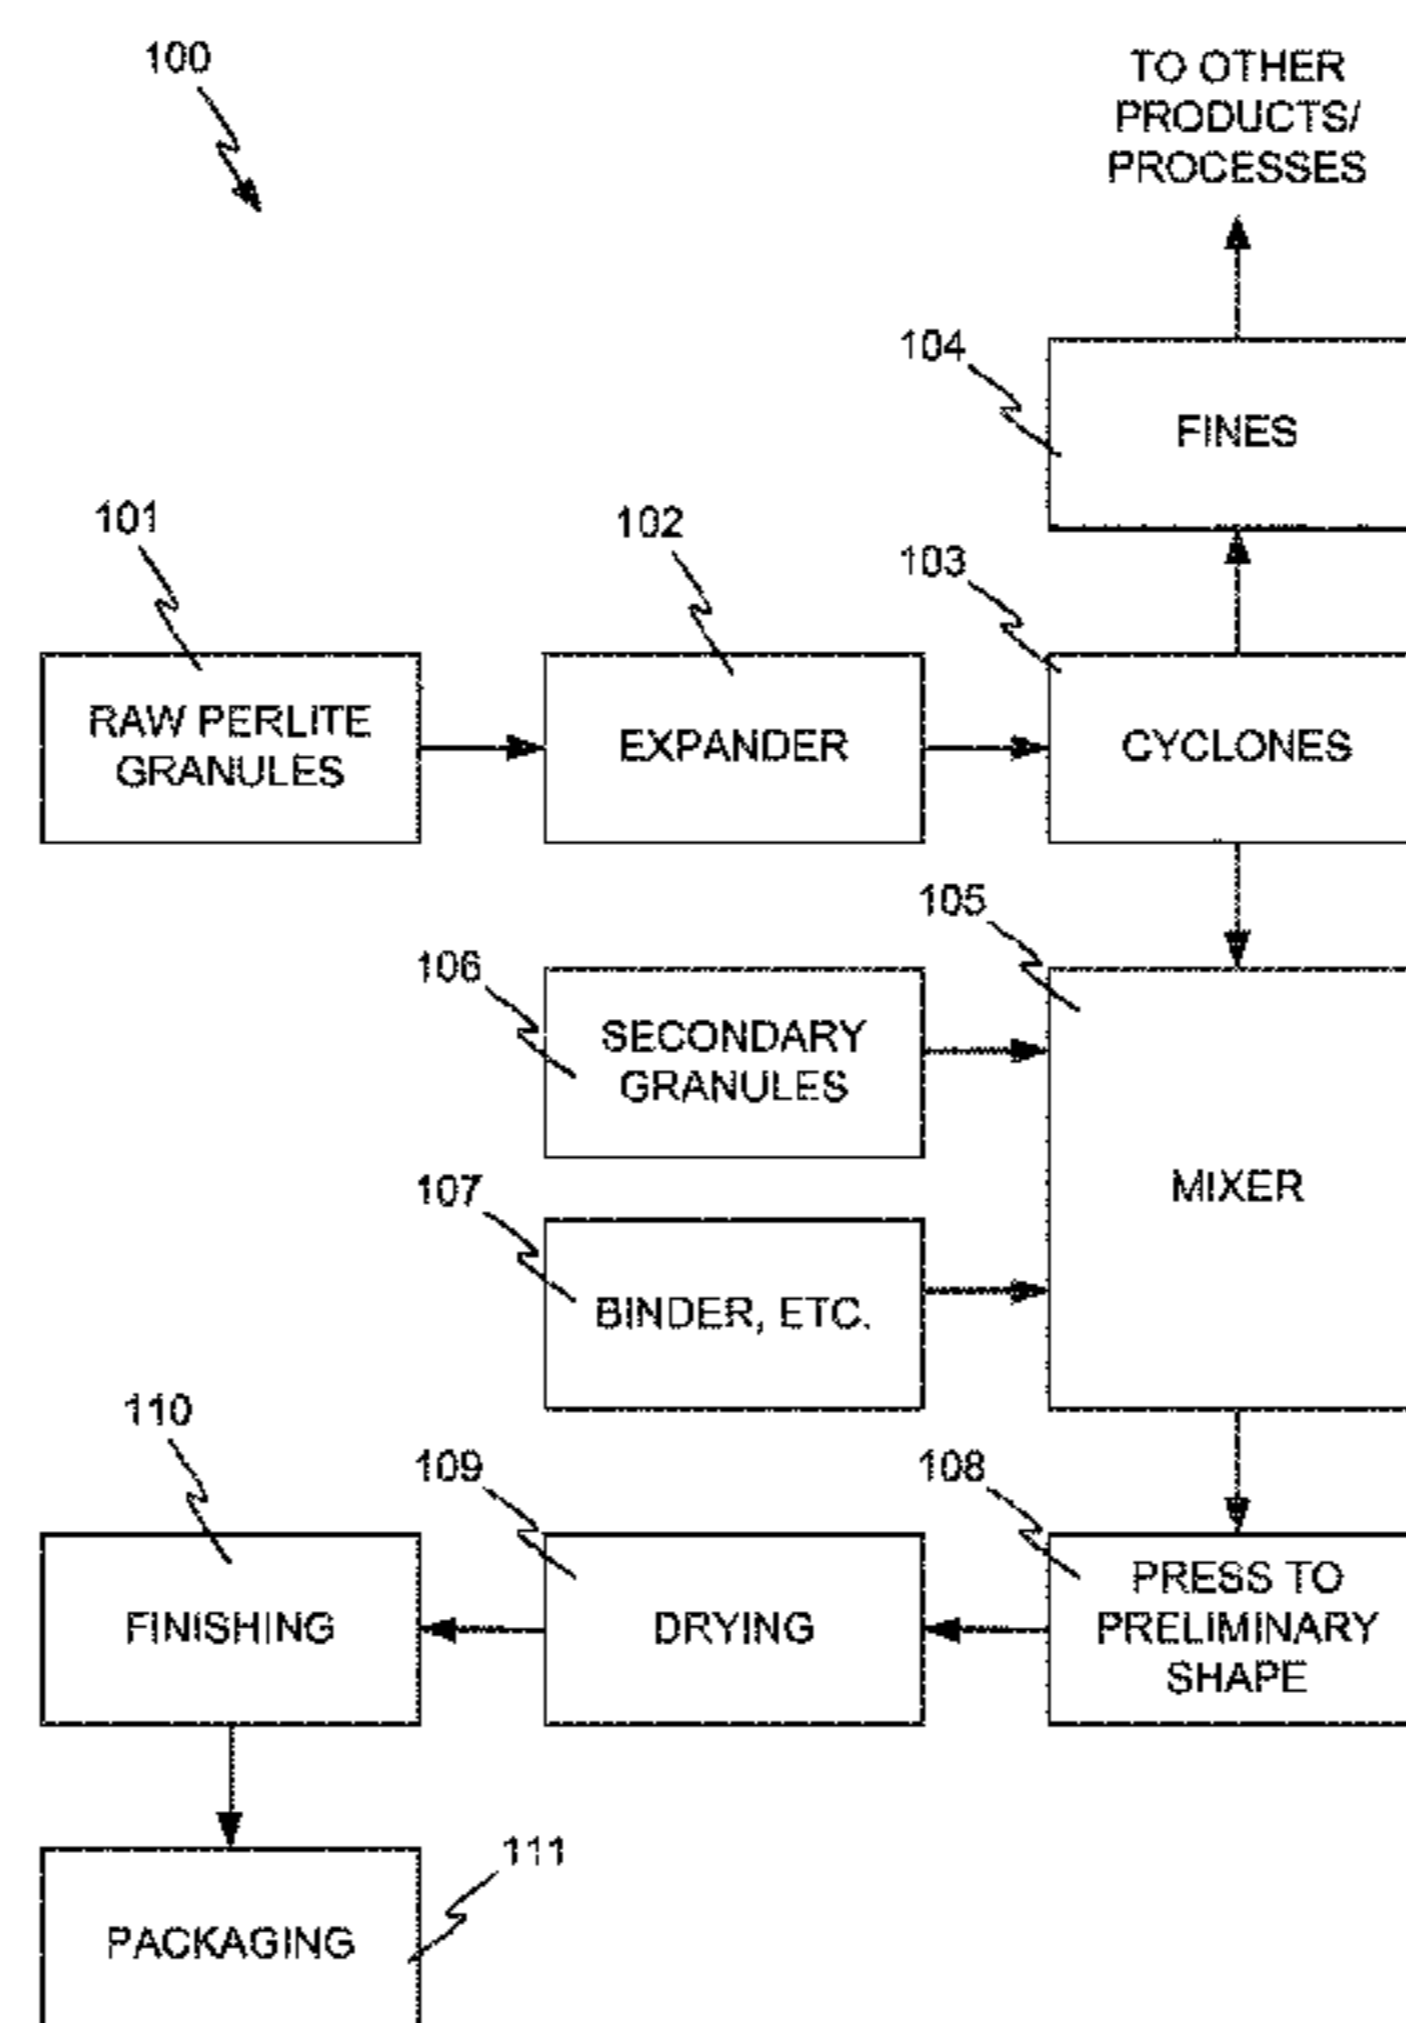 100
TO OTHER
PRODUCTS/
PROCESSES
104
FINES
101
102
103
RAW PERLITE
GRANULES
EXPANDER
CYCLONES
105
106
SECONDARY
GRANULES
MIXER
107
BINDER, ETC.
110
109
108
FINISHING
DRYING
PRESS TO
PRELIMINARY
SHAPE
111
PACKAGING